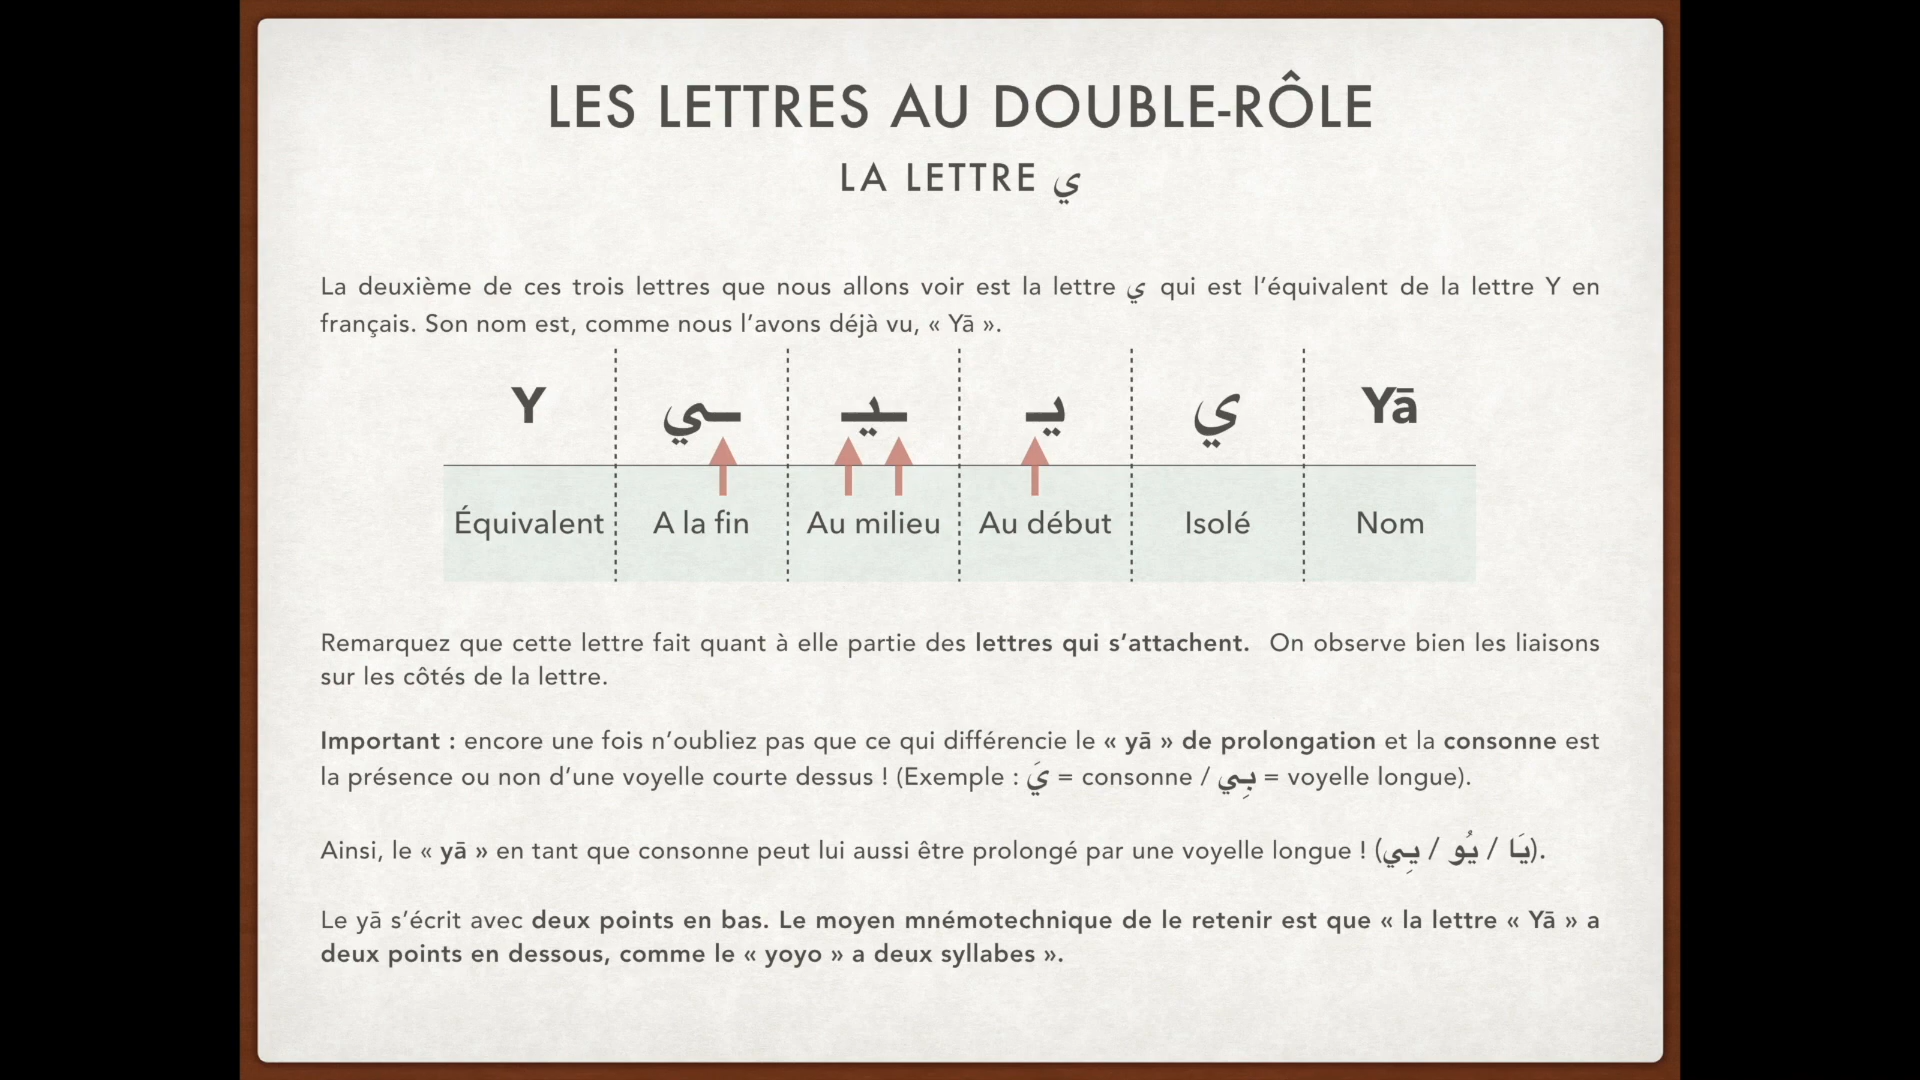 LES LETTRES AU DOUBLE-RÔLE
LA LETTRE ي
La deuxième de ces trois lettres que nous allons voir est la lettre ي qui est l’équivalent de la lettre Y en
français. Son nom est, comme nous l’avons déjà vu, « Yā ».
Y ـي ـيـ يـ ي Yā
Équivalent A la fin Au milieu Au début Isolé Nom
Remarquez que cette lettre fait quant à elle partie des lettres qui s’attachent. On observe bien les liaisons
sur les côtés de la lettre.
Important : encore une fois n’oubliez pas que ce qui différencie le « yā » de prolongation et la consonne est
la présence ou non d’une voyelle courte dessus ! (Exemple : يَ = consonne / بِي = voyelle longue).
Ainsi, le « yā » en tant que consonne peut lui aussi être prolongé par une voyelle longue ! (يِي / يُو / يَا).
Le yā s’écrit avec deux points en bas. Le moyen mnémotechnique de le retenir est que « la lettre « Yā » a
deux points en dessous, comme le « yoyo » a deux syllabes ».